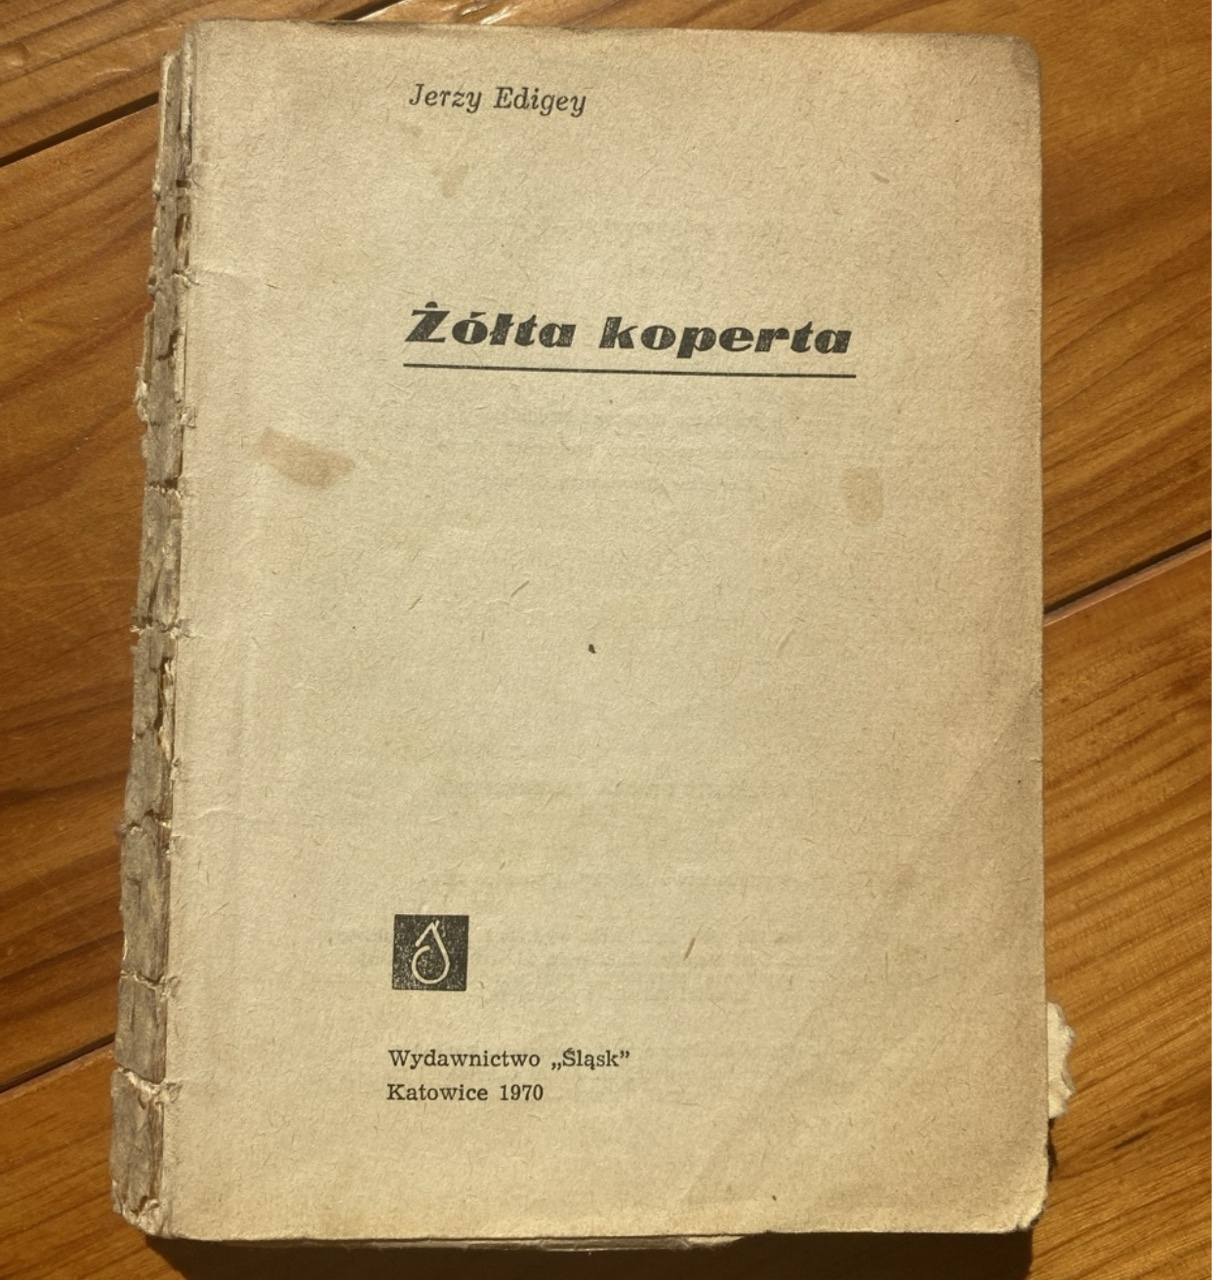 Jerzy Edigey
Żółta koperta
Wydawnictwo „Śląsk”
Katowice 1970